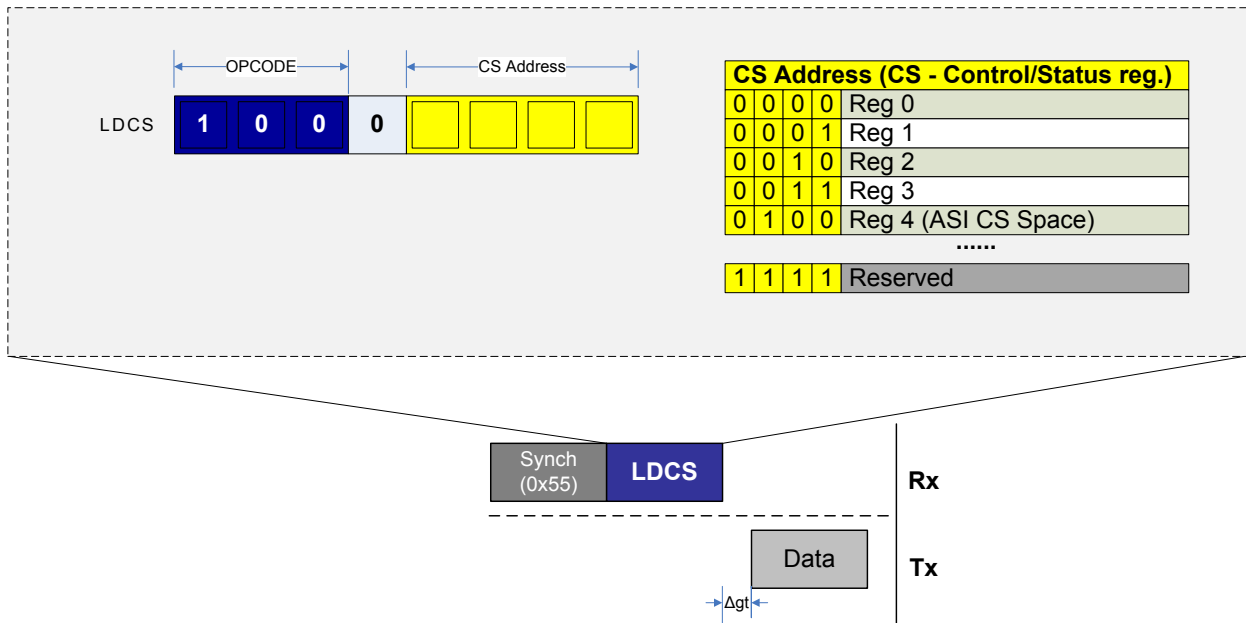 OPCODE CS Address
LDCS 1 0 0 0
CS Address (CS - Control/Status reg.)
0 0 0 0 Reg 0
0 0 0 1 Reg 1
0 0 1 0 Reg 2
0 0 1 1 Reg 3
0 1 0 0 Reg 4 (ASI CS Space)
......
1 1 1 1 Reserved
Synch
(0x55)
LDCS
Rx
Data
Tx
Δgt